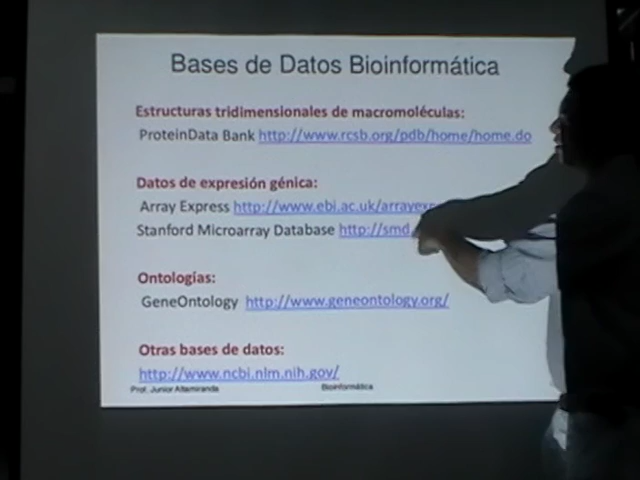 Bases de Datos Bioinformática
Estructuras tridimensionales de macromoléculas:
ProteinData Bank http://www.rcsb.org/pdb/home/home.do
Datos de expresión génica:
Array Express http://www.ebi.ac.uk/arrayexp
Stanford Microarray Database http://smd.
Ontologías:
GeneOntology http://www.geneontology.org/
Otras bases de datos:
http://www.ncbi.nlm.nih.gov/
Prof. Junior Altamiranda Bioinformática